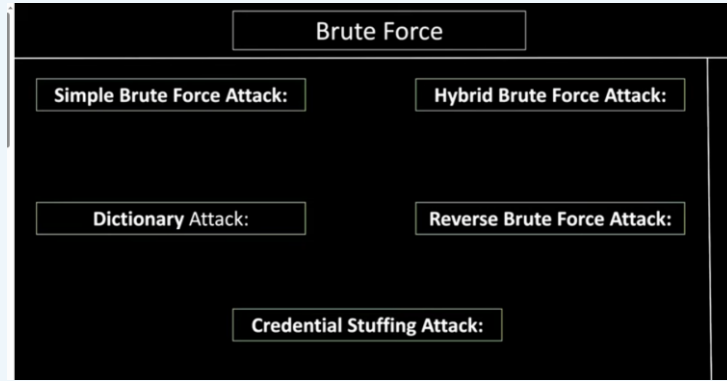 Brute Force
Simple Brute Force Attack:
Hybrid Brute Force Attack:
Dictionary Attack:
Reverse Brute Force Attack:
Credential Stuffing Attack: